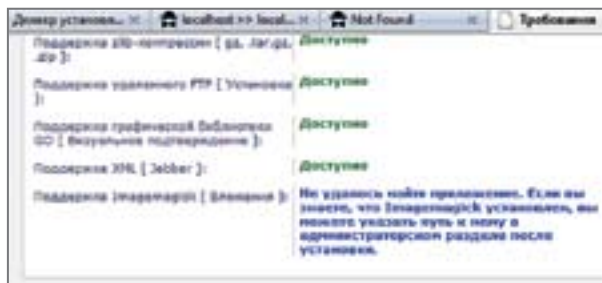 Денвер установк... localhost >> local... Not Found Требования
Поддержка zlib-компрессии [ gz, .tar.gz, Доступно
.zip ]:
Поддержка удаленного FTP [ Установка Доступно
]:
Поддержка графической библиотеки Доступно
GD [ Визуальное подтверждение ]:
Поддержка XML [ Jabber ]: Доступно
Поддержка Imagemagick [ Вложения ]: Не удалось найти приложение. Если вы
знаете, что Imagemagick установлен, вы
можете указать путь к нему в
администраторском разделе после
установки.